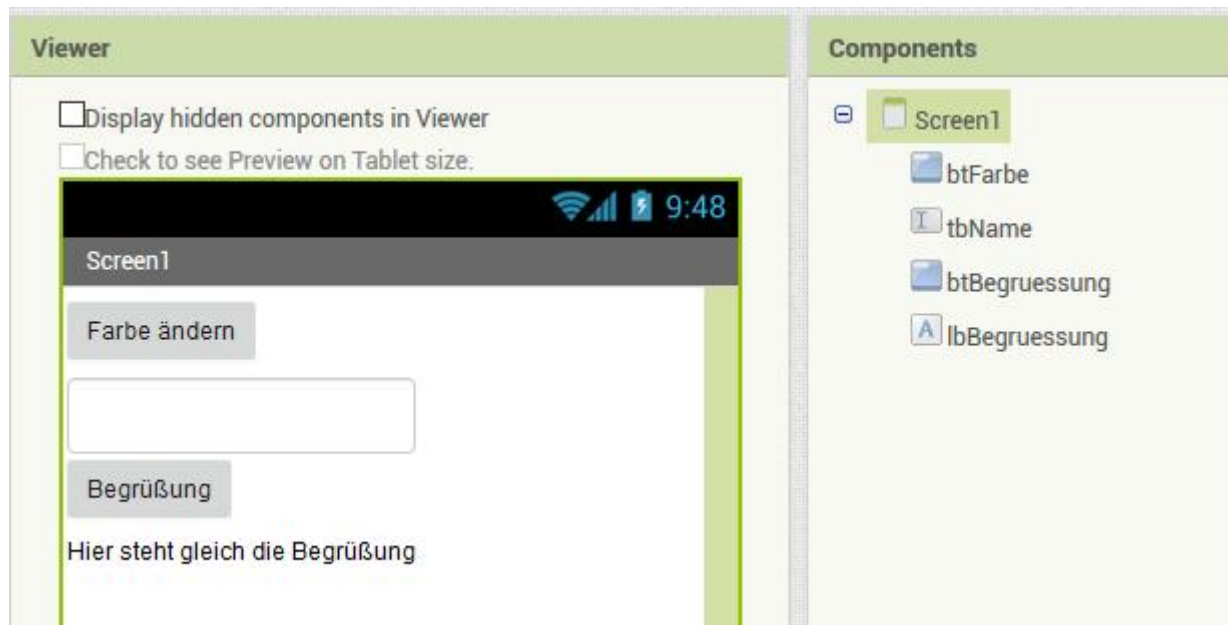 Viewer
Display hidden components in Viewer
Check to see Preview on Tablet size.
9:48
Screen1
Farbe ändern
Begrüßung
Hier steht gleich die Begrüßung
Components
Screen1
btFarbe
tbName
btBegruessung
A lbBegruessung